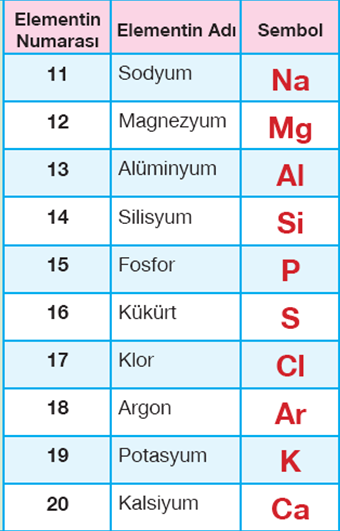 Elementin Numarası Elementin Adı Sembol
11 Sodyum Na
12 Magnezyum Mg
13 Alüminyum Al
14 Silisyum Si
15 Fosfor P
16 Kükürt S
17 Klor Cl
18 Argon Ar
19 Potasyum K
20 Kalsiyum Ca